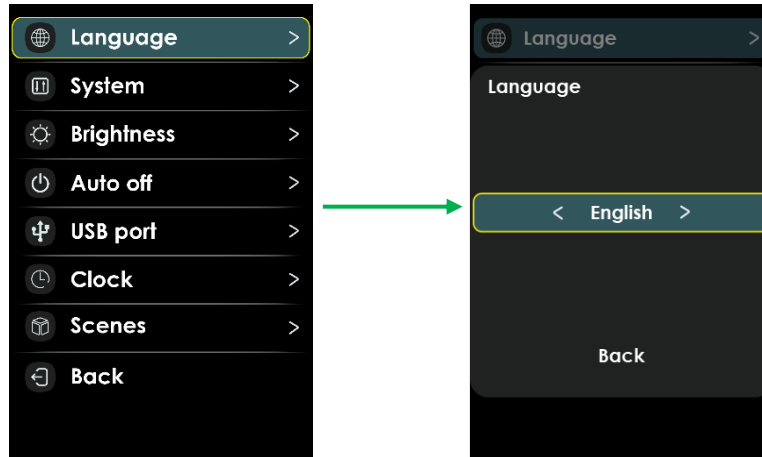 Language >
System >
Brightness >
Auto off >
USB port >
Clock >
Scenes >
Back
Language >
Language
< English >
Back